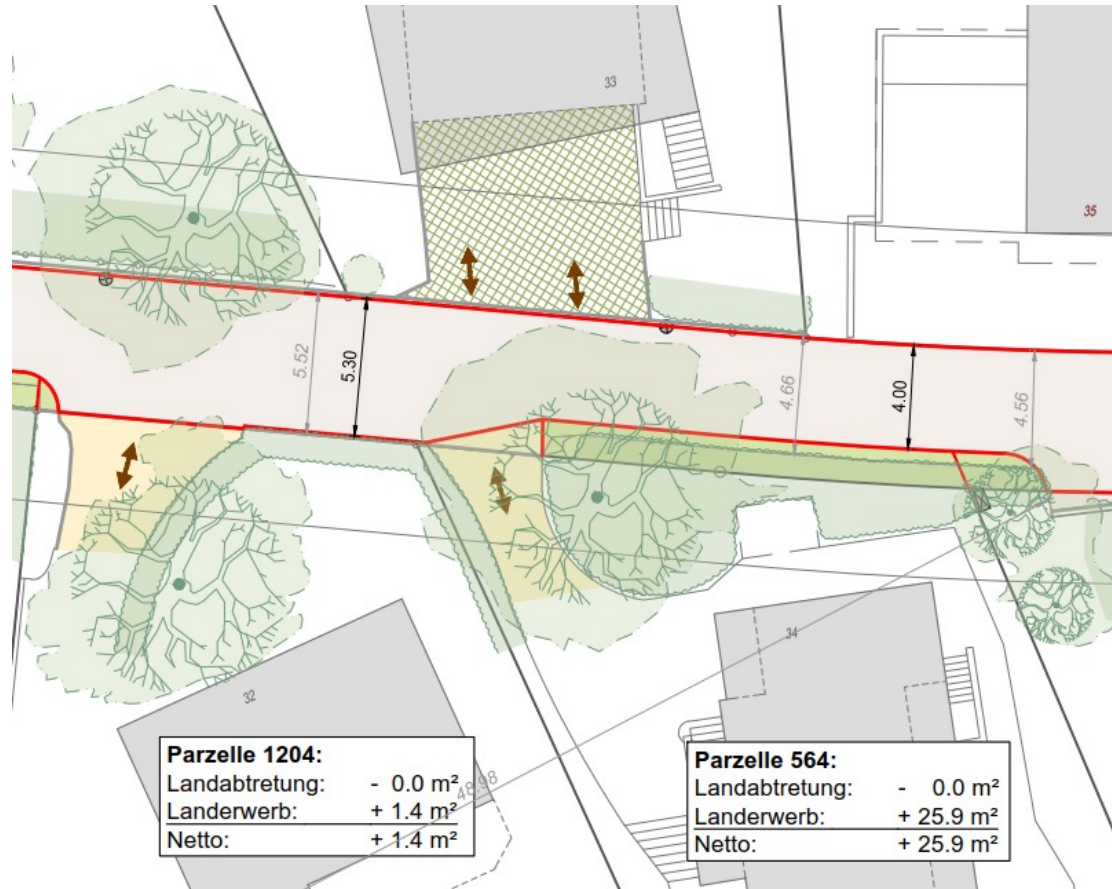 33
35
5.52
5.30
4.66
4.00
4.56
34
32
48.98
Parzelle 1204:
Landabtretung: - 0.0 m²
Landerwerb: + 1.4 m²
Netto: + 1.4 m²
Parzelle 564:
Landabtretung: - 0.0 m²
Landerwerb: + 25.9 m²
Netto: + 25.9 m²